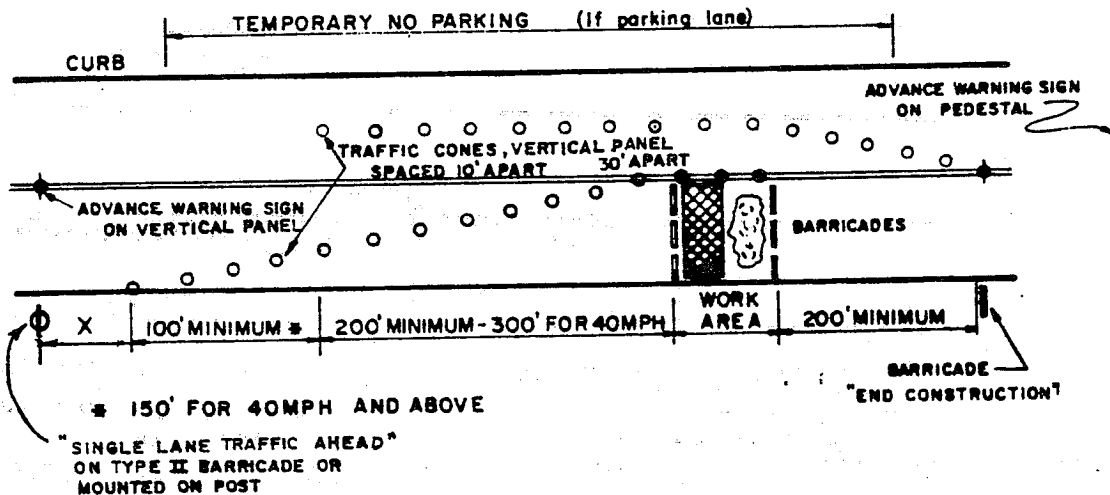 TEMPORARY NO PARKING (If parking lane)
CURB
ADVANCE WARNING SIGN
ON PEDESTAL
TRAFFIC CONES, VERTICAL PANEL
SPACED 10' APART
30' APART
ADVANCE WARNING SIGN
ON VERTICAL PANEL
BARRICADES
X
100' MINIMUM *
200' MINIMUM - 300' FOR 40MPH
WORK
AREA
200' MINIMUM
BARRICADE
"END CONSTRUCTION"
* 150' FOR 40MPH AND ABOVE
"SINGLE LANE TRAFFIC AHEAD"
ON TYPE II BARRICADE OR
MOUNTED ON POST